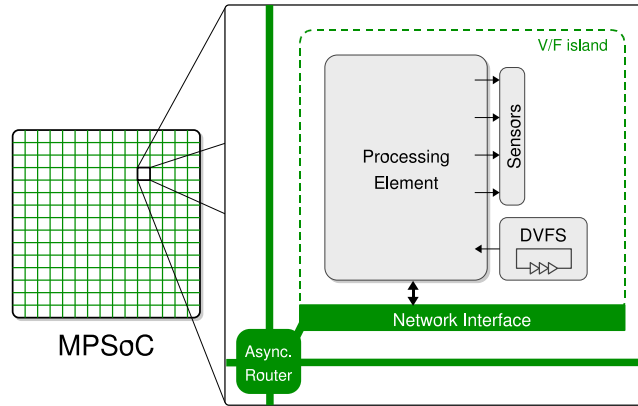 V/F island
Processing
Element
Sensors
DVFS
Network Interface
MPSoC
Async.
Router